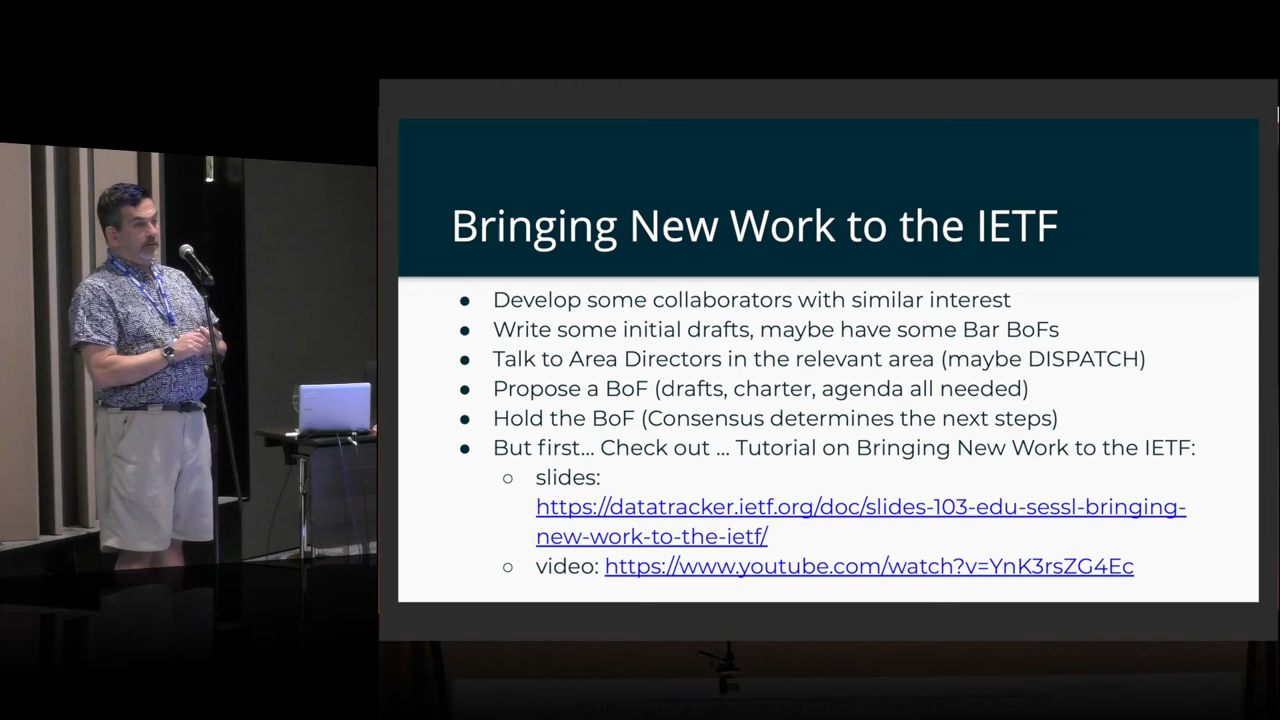 Bringing New Work to the IETF
● Develop some collaborators with similar interest
● Write some initial drafts, maybe have some Bar BoFs
● Talk to Area Directors in the relevant area (maybe DISPATCH)
● Propose a BoF (drafts, charter, agenda all needed)
● Hold the BoF (Consensus determines the next steps)
● But first... Check out ... Tutorial on Bringing New Work to the IETF:
○ slides:
https://datatracker.ietf.org/doc/slides-103-edu-sessl-bringing-
new-work-to-the-ietf/
○ video: https://www.youtube.com/watch?v=YnK3rsZG4Ec